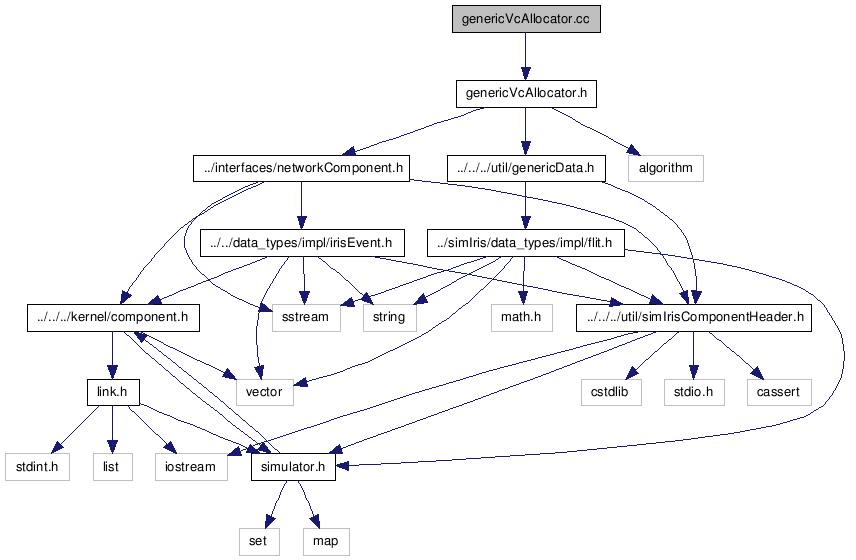 genericVcAllocator.cc
genericVcAllocator.h
../interfaces/networkComponent.h
../../../util/genericData.h
algorithm
../../data_types/impl/irisEvent.h
../simIris/data_types/impl/flit.h
../../../kernel/component.h
sstream
string
math.h
../../../util/simIrisComponentHeader.h
link.h
vector
cstdlib
stdio.h
cassert
stdint.h
list
iostream
simulator.h
set
map